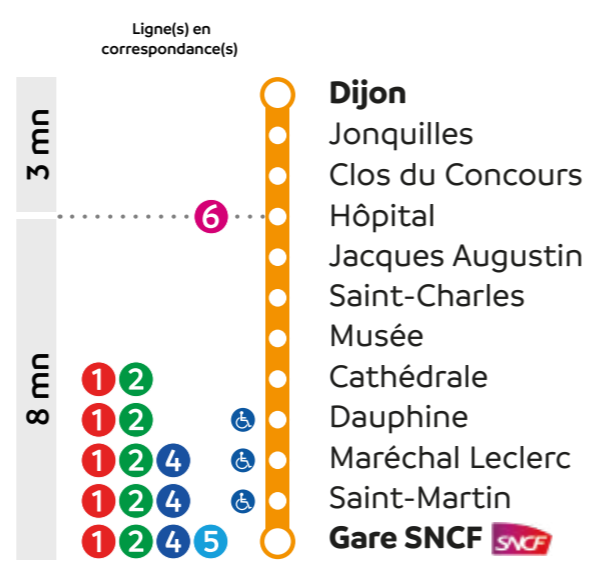 Ligne(s) en
correspondance(s)
3 mn
Dijon
Jonquilles
Clos du Concours
6 Hôpital
8 mn
Jacques Augustin
Saint-Charles
Musée
1 2 Cathédrale
1 2 Dauphine
1 2 4 Maréchal Leclerc
1 2 4 Saint-Martin
1 2 4 5 Gare SNCF SNCF